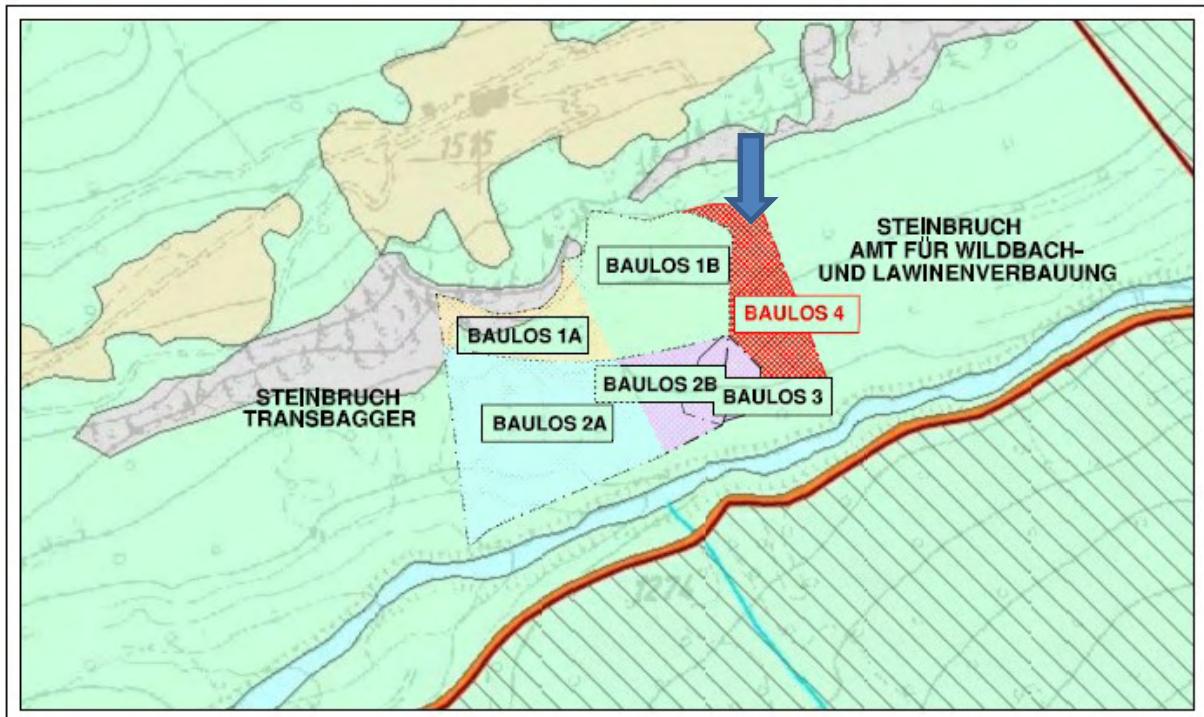 1515
STEINBRUCH
AMT FÜR WILDBACH-
UND LAWINENVERBAUUNG
BAULOS 1B
BAULOS 4
BAULOS 1A
BAULOS 2B
BAULOS 3
STEINBRUCH
TRANSBAGGER
BAULOS 2A
1274